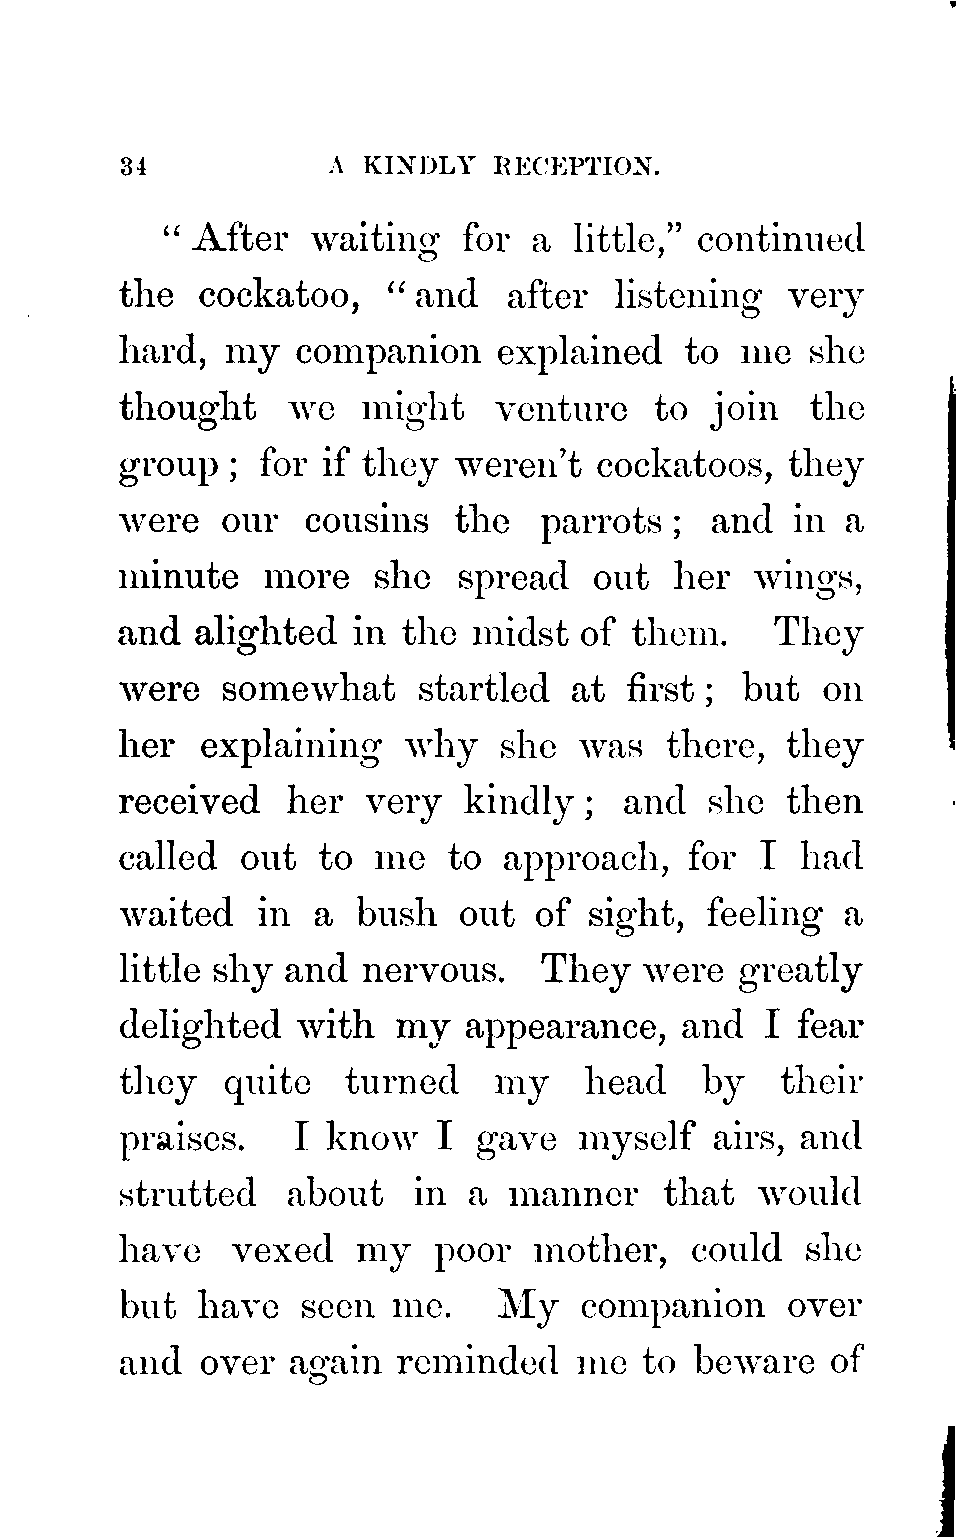 34 A KINDLY RECEPTION.
“ After waiting for a little,” continued
the cockatoo, “ and after listening very
hard, my companion explained to me she
thought we might venture to join the
group ; for if they weren’t cockatoos, they
were our cousins the parrots ; and in a
minute more she spread out her wings,
and alighted in the midst of them. They
were somewhat startled at first ; but on
her explaining why she was there, they
received her very kindly ; and she then
called out to me to approach, for I had
waited in a bush out of sight, feeling a
little shy and nervous. They were greatly
delighted with my appearance, and I fear
they quite turned my head by their
praises. I know I gave myself airs, and
strutted about in a manner that would
have vexed my poor mother, could she
but have seen me. My companion over
and over again reminded me to beware of